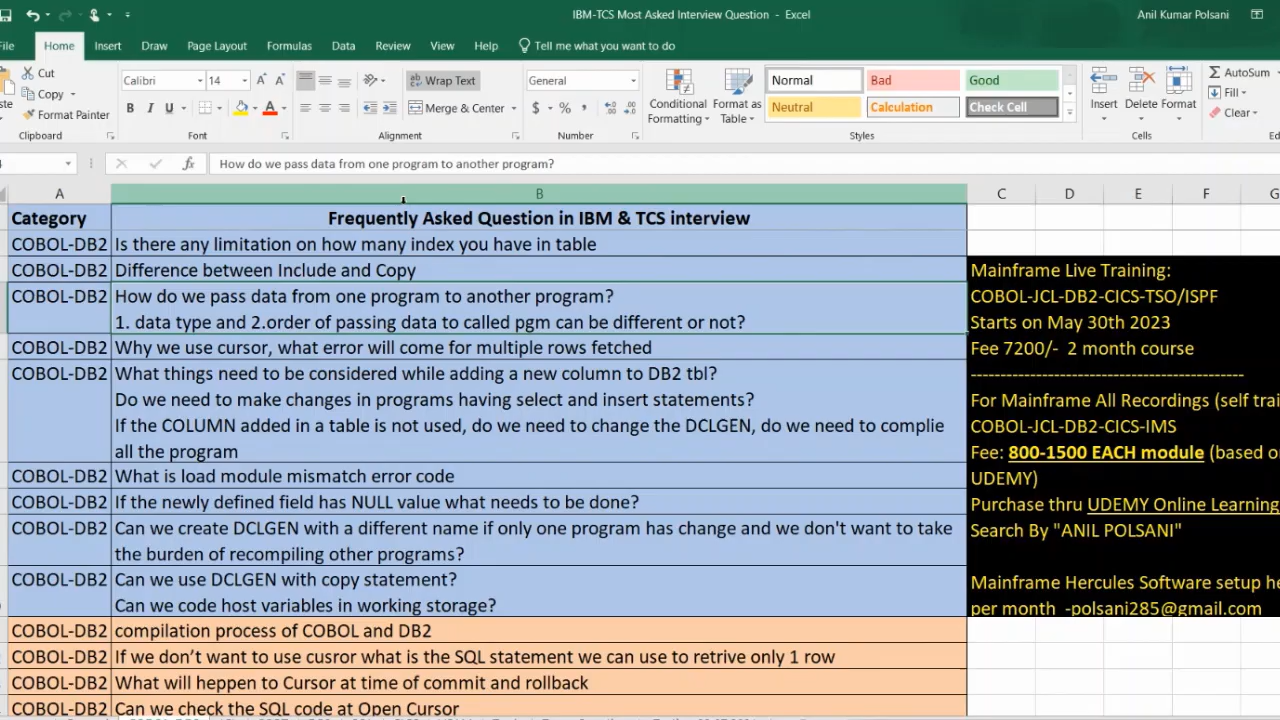 IBM-TCS Most Asked Interview Question - Excel
Anil Kumar Polsani
File Home Insert Draw Page Layout Formulas Data Review View Help Tell me what you want to do
Cut
Copy
Format Painter
Clipboard
Calibri 14
B I U
Font
Wrap Text
Merge & Center
Alignment
General
$ % ,
Number
Conditional Formatting
Format as Table
Normal Bad Good
Neutral Calculation Check Cell
Styles
Insert Delete Format
Cells
AutoSum
Fill
Clear
fx How do we pass data from one program to another program?
A B C D E F G
Category Frequently Asked Question in IBM & TCS interview
COBOL-DB2 Is there any limitation on how many index you have in table
COBOL-DB2 Difference between Include and Copy
COBOL-DB2 How do we pass data from one program to another program?
1. data type and 2.order of passing data to called pgm can be different or not?
COBOL-DB2 Why we use cursor, what error will come for multiple rows fetched
COBOL-DB2 What things need to be considered while adding a new column to DB2 tbl?
Do we need to make changes in programs having select and insert statements?
If the COLUMN added in a table is not used, do we need to change the DCLGEN, do we need to complie
all the program
COBOL-DB2 What is load module mismatch error code
COBOL-DB2 If the newly defined field has NULL value what needs to be done?
COBOL-DB2 Can we create DCLGEN with a different name if only one program has change and we don't want to take
the burden of recompiling other programs?
COBOL-DB2 Can we use DCLGEN with copy statement?
Can we code host variables in working storage?
COBOL-DB2 compilation process of COBOL and DB2
COBOL-DB2 If we don't want to use cusror what is the SQL statement we can use to retrive only 1 row
COBOL-DB2 What will heppen to Cursor at time of commit and rollback
COBOL-DB2 Can we check the SQL code at Open Cursor
Mainframe Live Training:
COBOL-JCL-DB2-CICS-TSO/ISPF
Starts on May 30th 2023
Fee 7200/- 2 month course
--------------------------------------------
For Mainframe All Recordings (self trai
COBOL-JCL-DB2-CICS-IMS
Fee: 800-1500 EACH module (based o
UDEMY)
Purchase thru UDEMY Online Learning
Search By "ANIL POLSANI"
Mainframe Hercules Software setup he
per month -polsani285@gmail.com